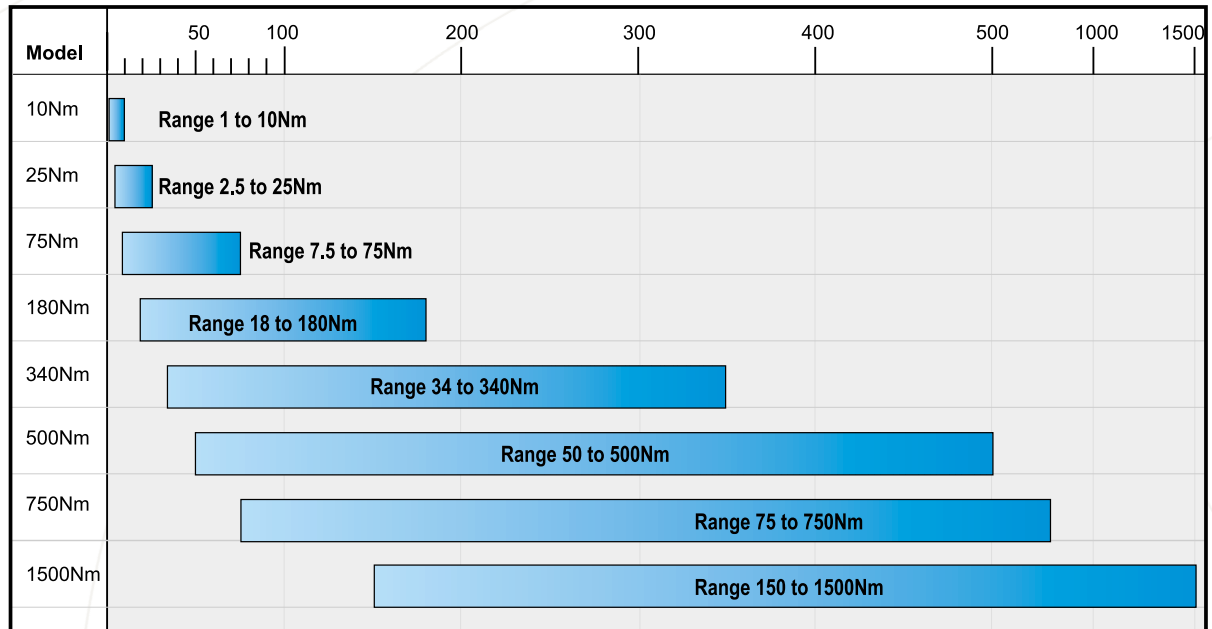 Model 50 100 200 300 400 500 1000 1500
10Nm Range 1 to 10Nm
25Nm Range 2.5 to 25Nm
75Nm Range 7.5 to 75Nm
180Nm Range 18 to 180Nm
340Nm Range 34 to 340Nm
500Nm Range 50 to 500Nm
750Nm Range 75 to 750Nm
1500Nm Range 150 to 1500Nm